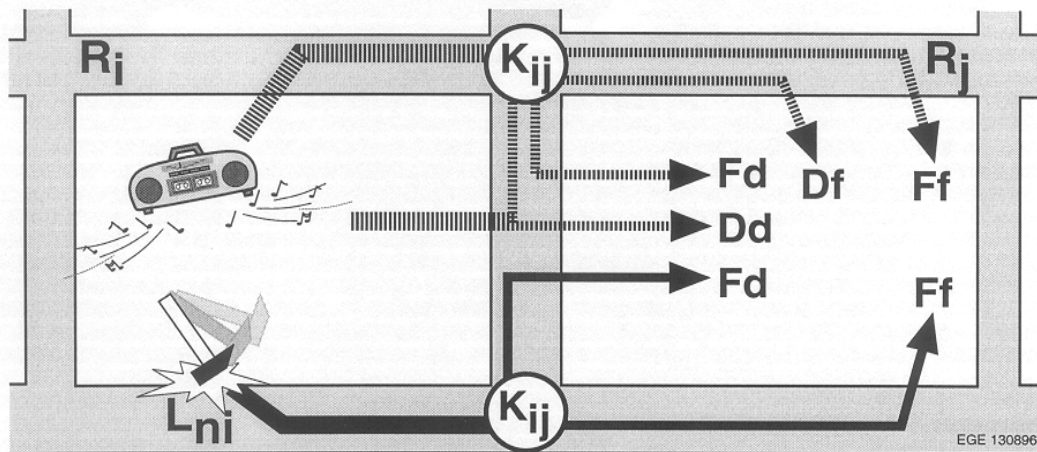 Ri
Kij
Rj
Fd
Df
Ff
Dd
Fd
Ff
Lni
Kij
EGE 130896